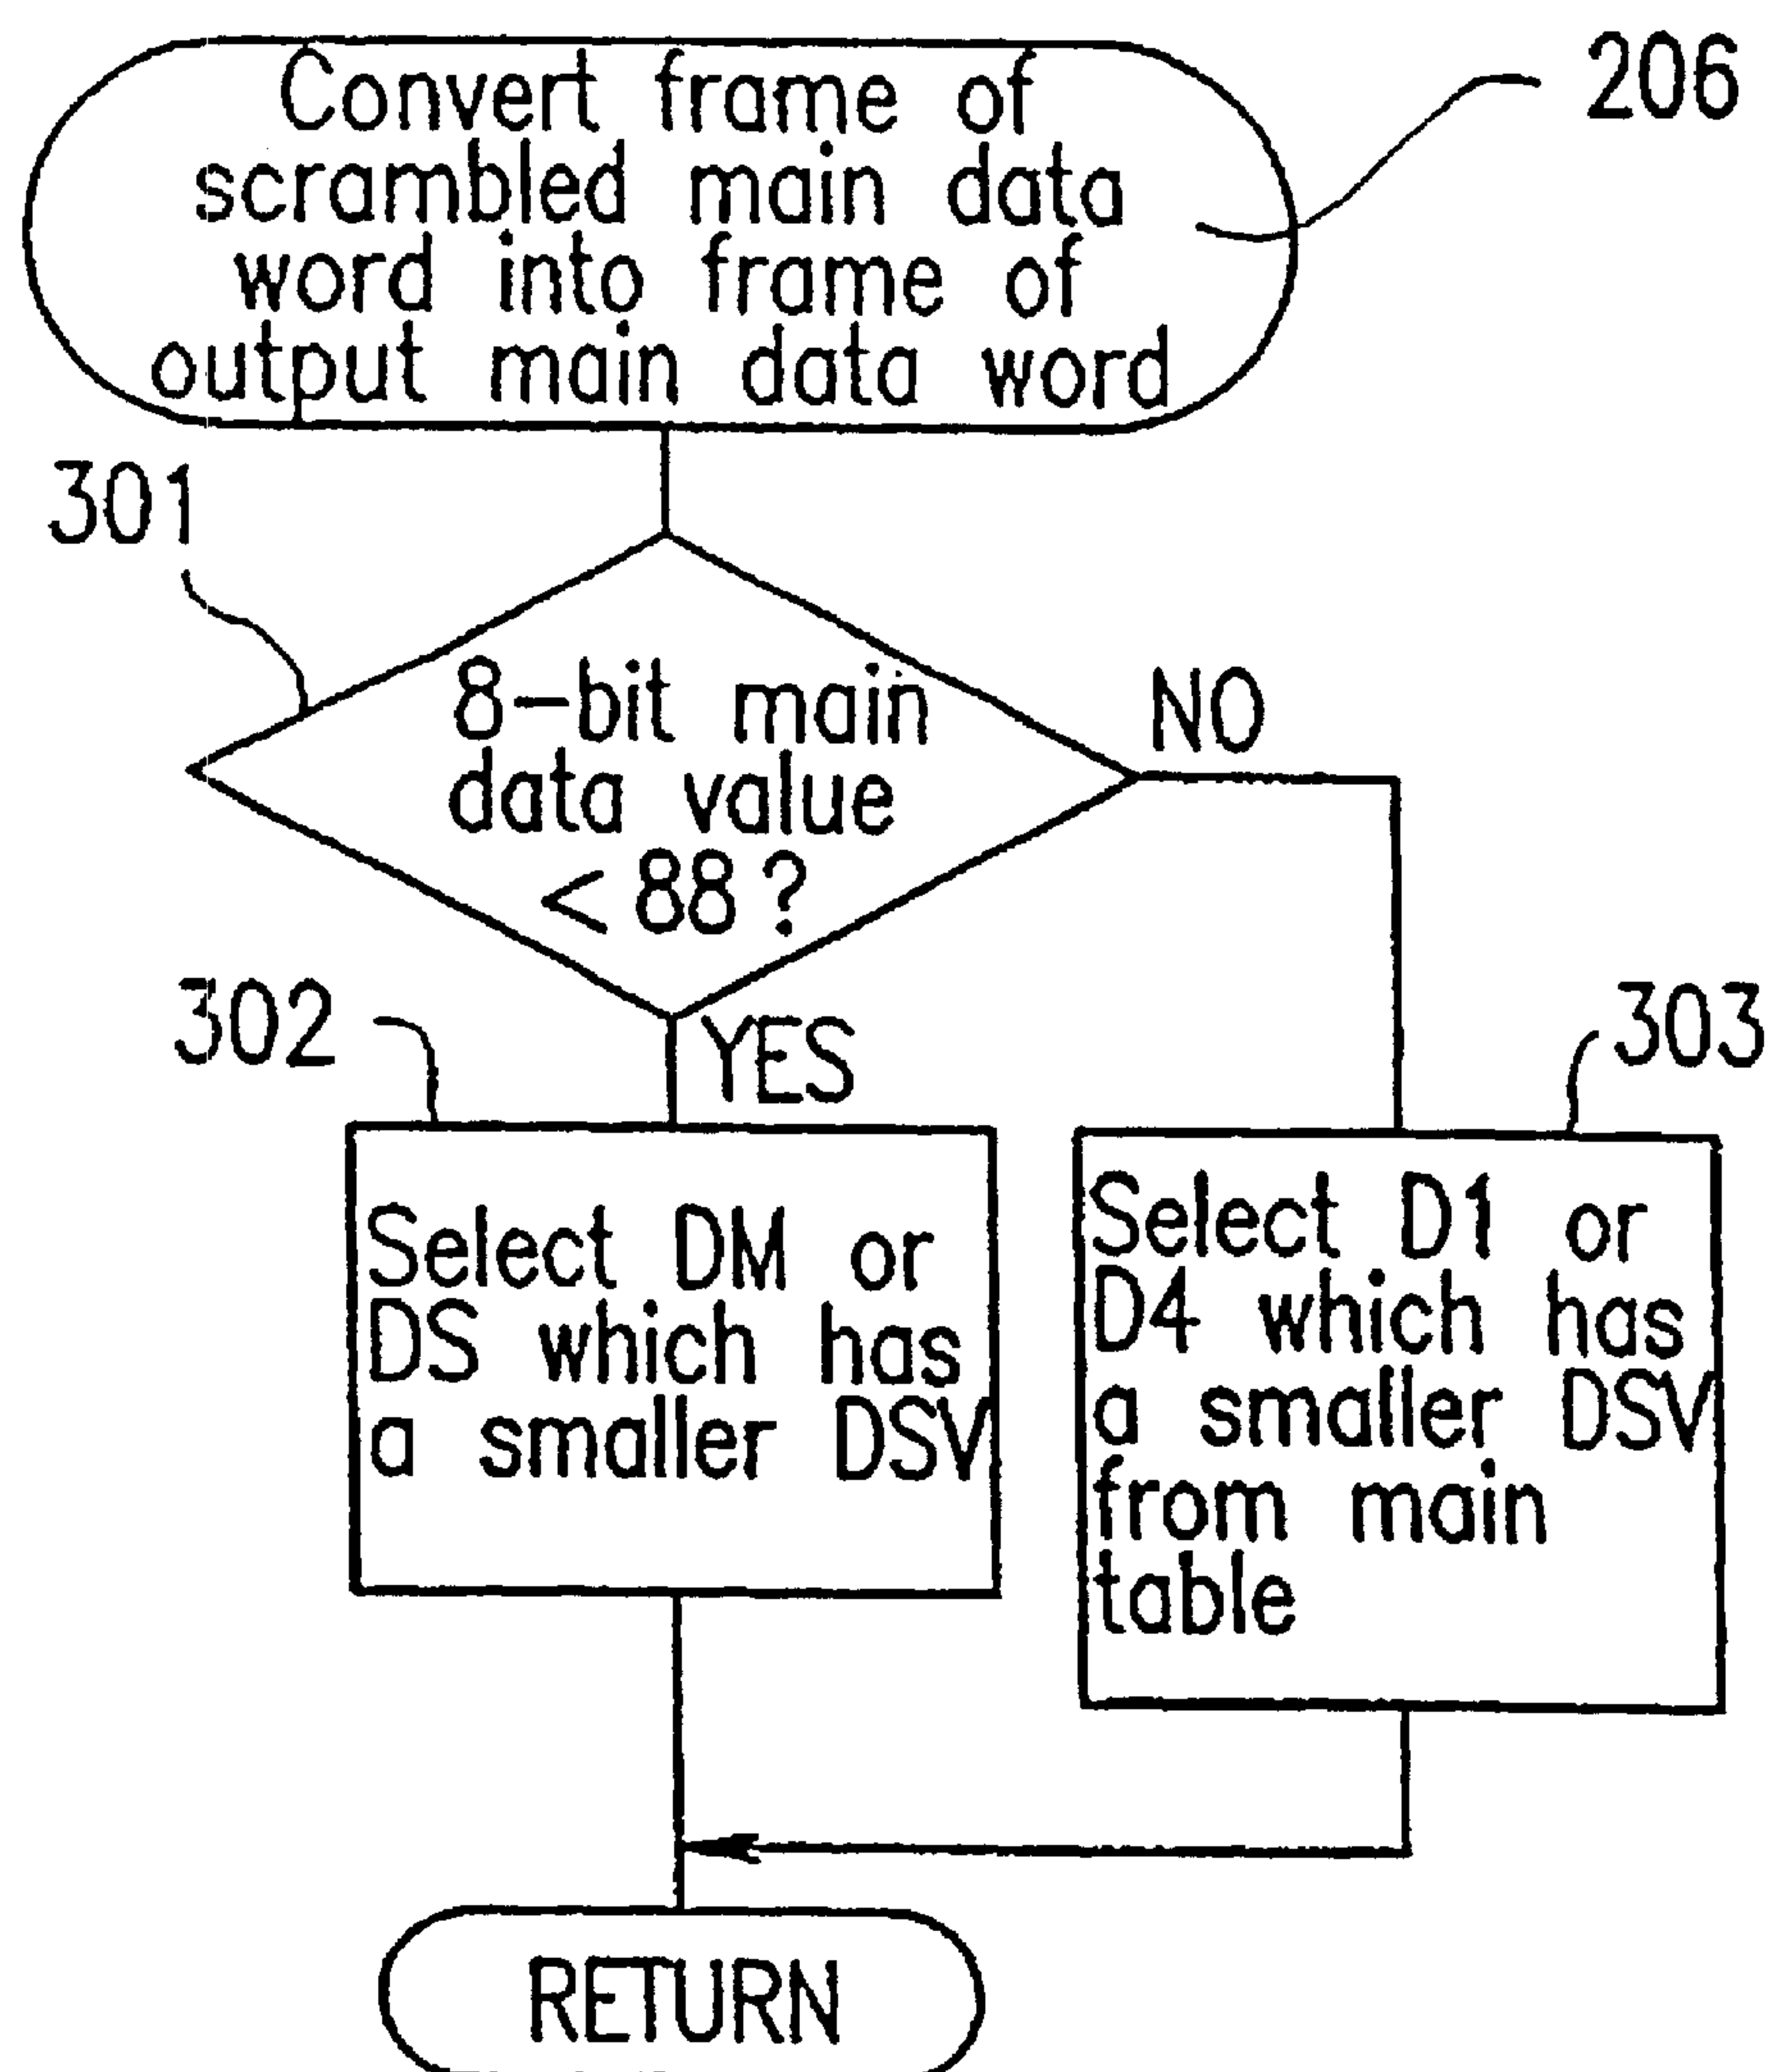 Convert frame of
scrambled main data
word into frame of
output main data word
206
301
8-bit main
data value
< 88 ?
NO
YES
302
Select DM or
DS which has
a smaller DSV
303
Select D1 or
D4 which has
a smaller DSV
from main
table
RETURN